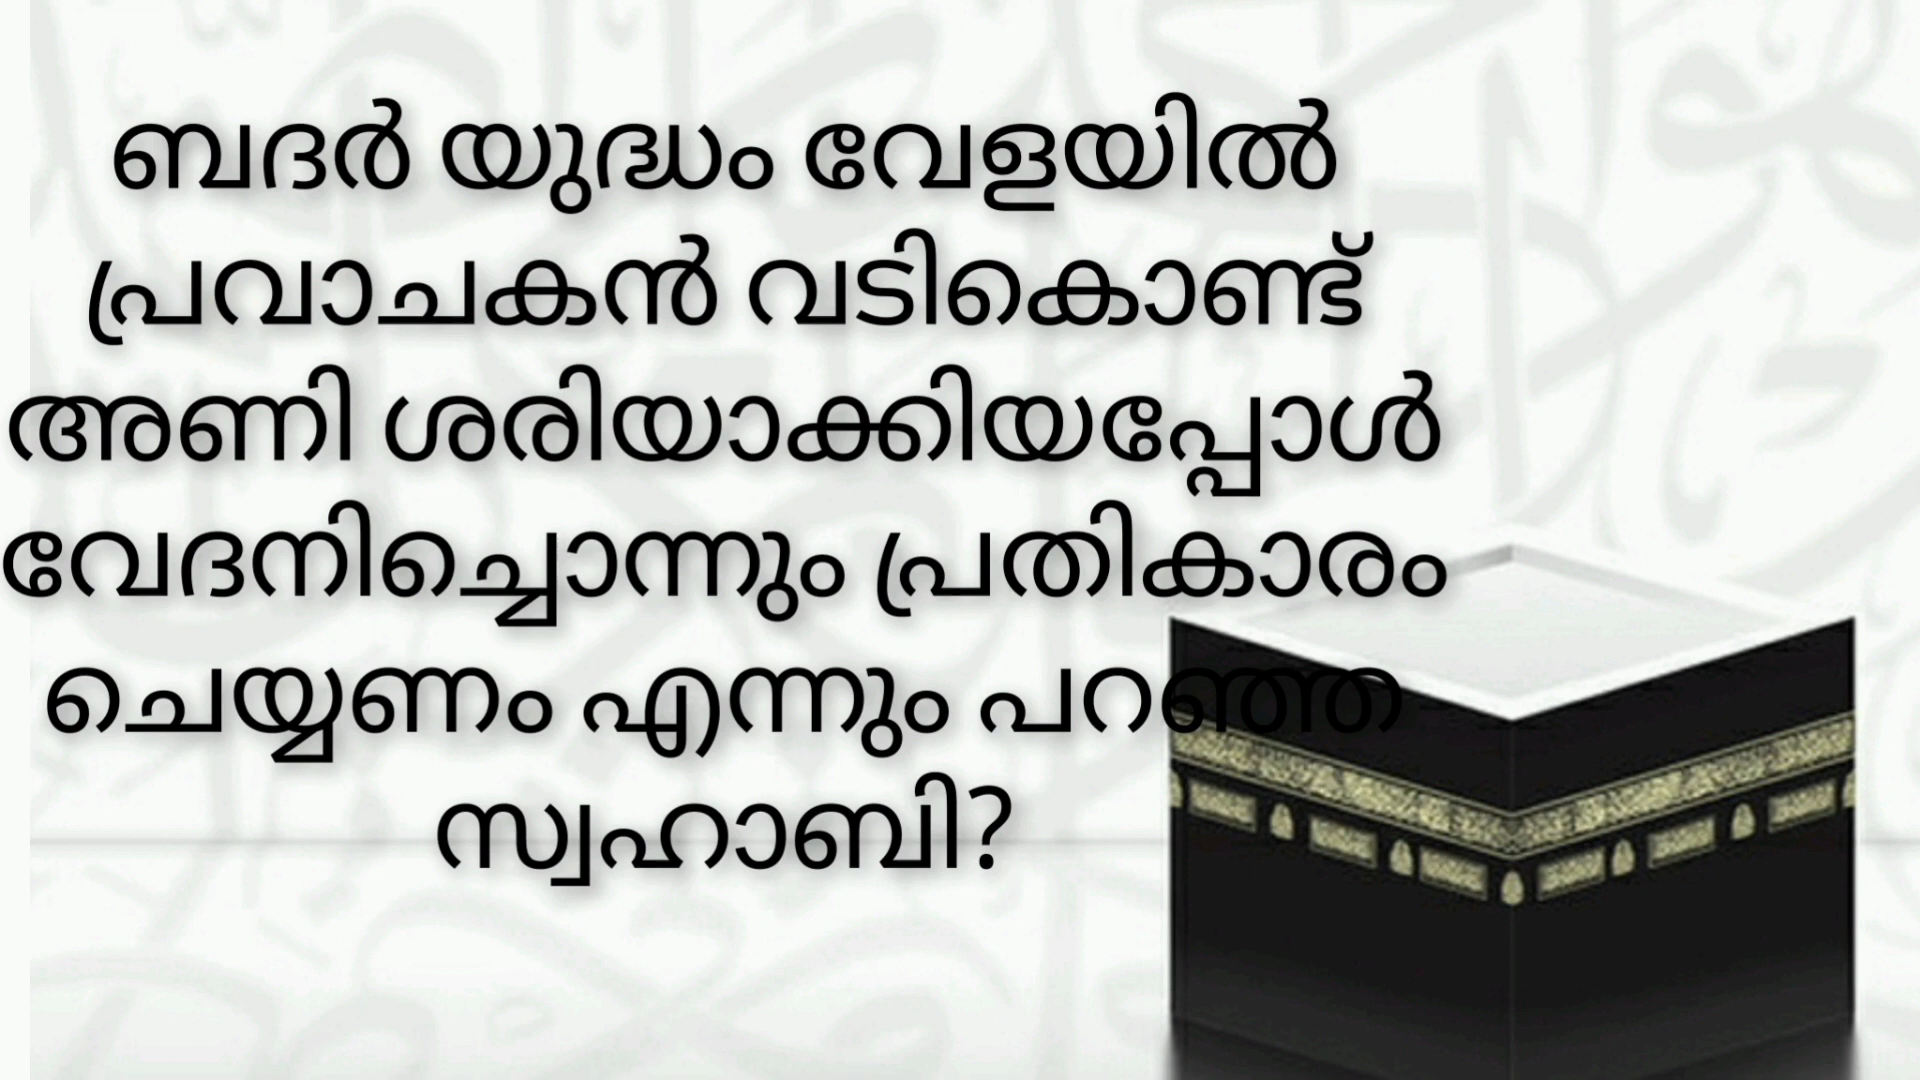 ബദർ യുദ്ധം വേളയിൽ
പ്രവാചകൻ വടികൊണ്ട്
അണി ശരിയാക്കിയപ്പോൾ
വേദനിച്ചൊന്നും പ്രതികാരം
ചെയ്യണം എന്നും പറഞ്ഞ
സ്വഹാബി?